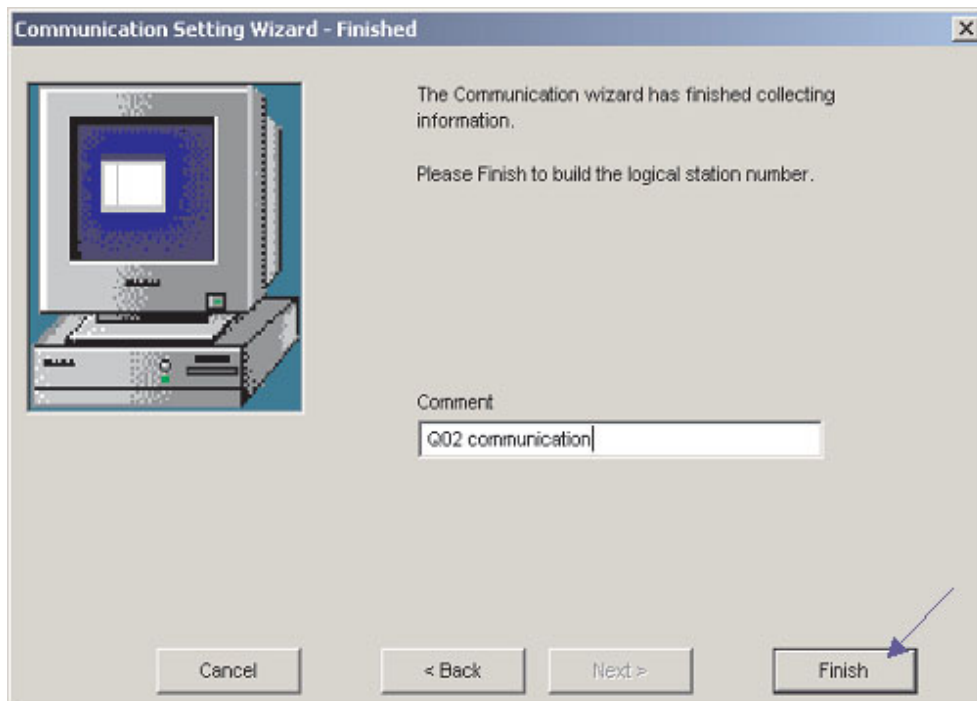 Communication Setting Wizard - Finished
The Communication wizard has finished collecting
information.
Please Finish to build the logical station number.
Comment
Q02 communication
Cancel
< Back
Next >
Finish